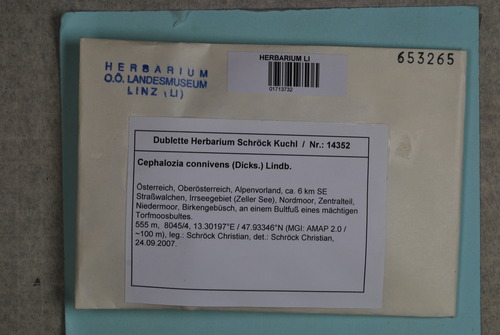 HERBARIUM
O.Ö. LANDESMUSEUM
LINZ (LI)
HERBARIUM LI
01713732
653265
Dublette Herbarium Schröck Kuchl / Nr.: 14352
Cephalozia connivens (Dicks.) Lindb.
Österreich, Oberösterreich, Alpenvorland, ca. 6 km SE
Straßwalchen, Irrseegebiet (Zeller See), Nordmoor, Zentralteil,
Niedermoor, Birkengebüsch, an einem Bultfuß eines mächtigen
Torfmoosbultes.
555 m, 8045/4, 13.30197°E / 47.93346°N (MGI: AMAP 2.0 /
~100 m), leg.: Schröck Christian, det.: Schröck Christian,
24.09.2007.